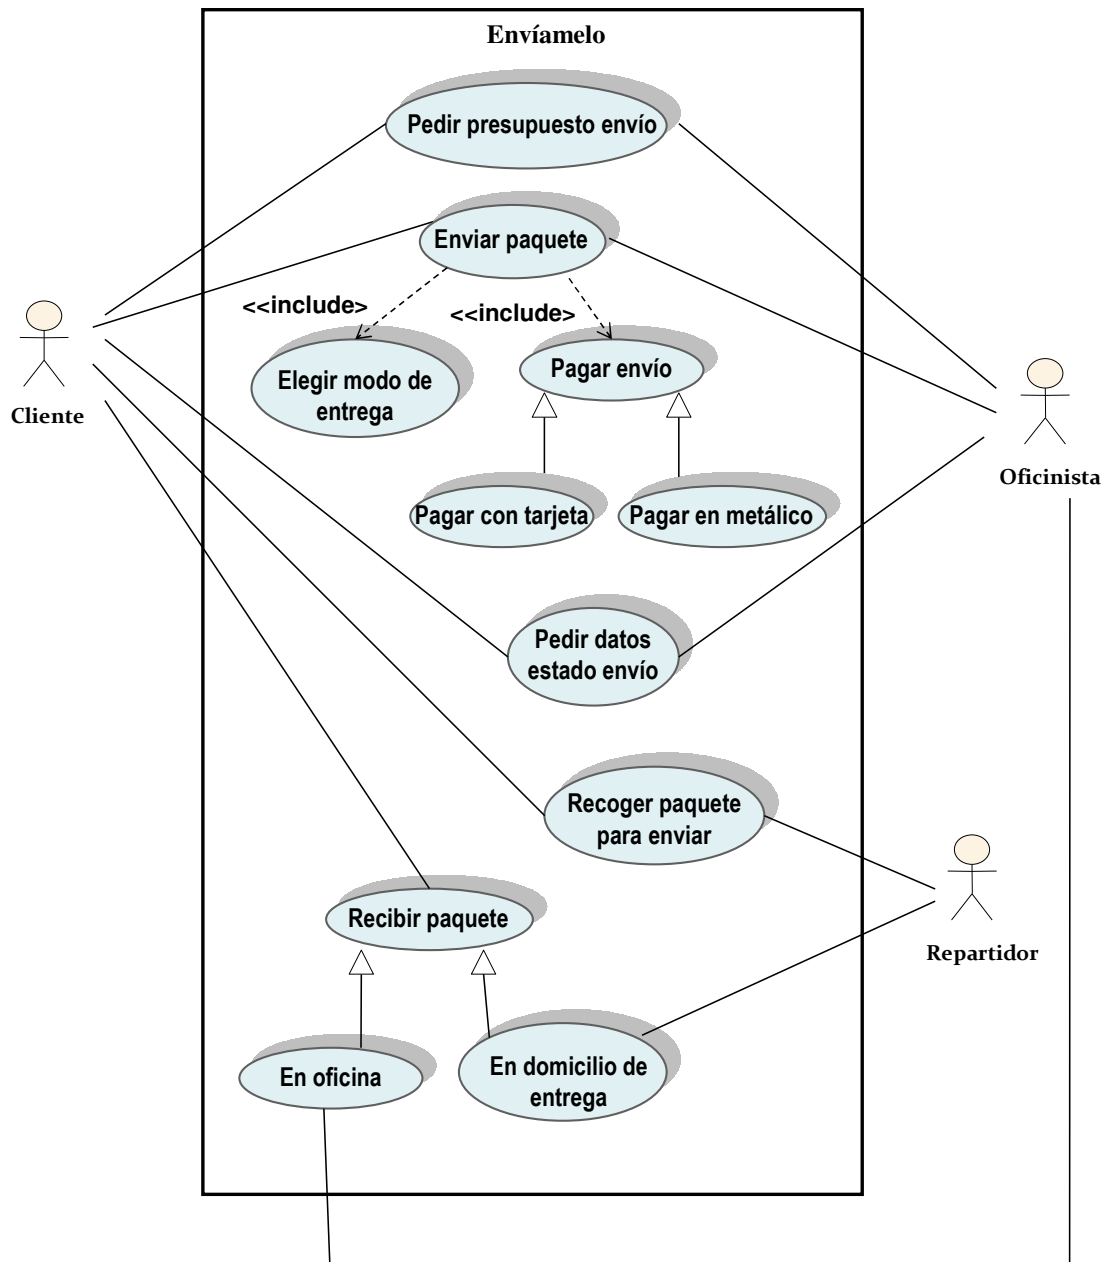 Envíamelo
Pedir presupuesto envío
Enviar paquete
<<include>
<<include>
Elegir modo de
entrega
Pagar envío
Cliente
Oficinista
Pagar con tarjeta
Pagar en metálico
Pedir datos
estado envío
Recoger paquete
para enviar
Recibir paquete
Repartidor
En oficina
En domicilio de
entrega